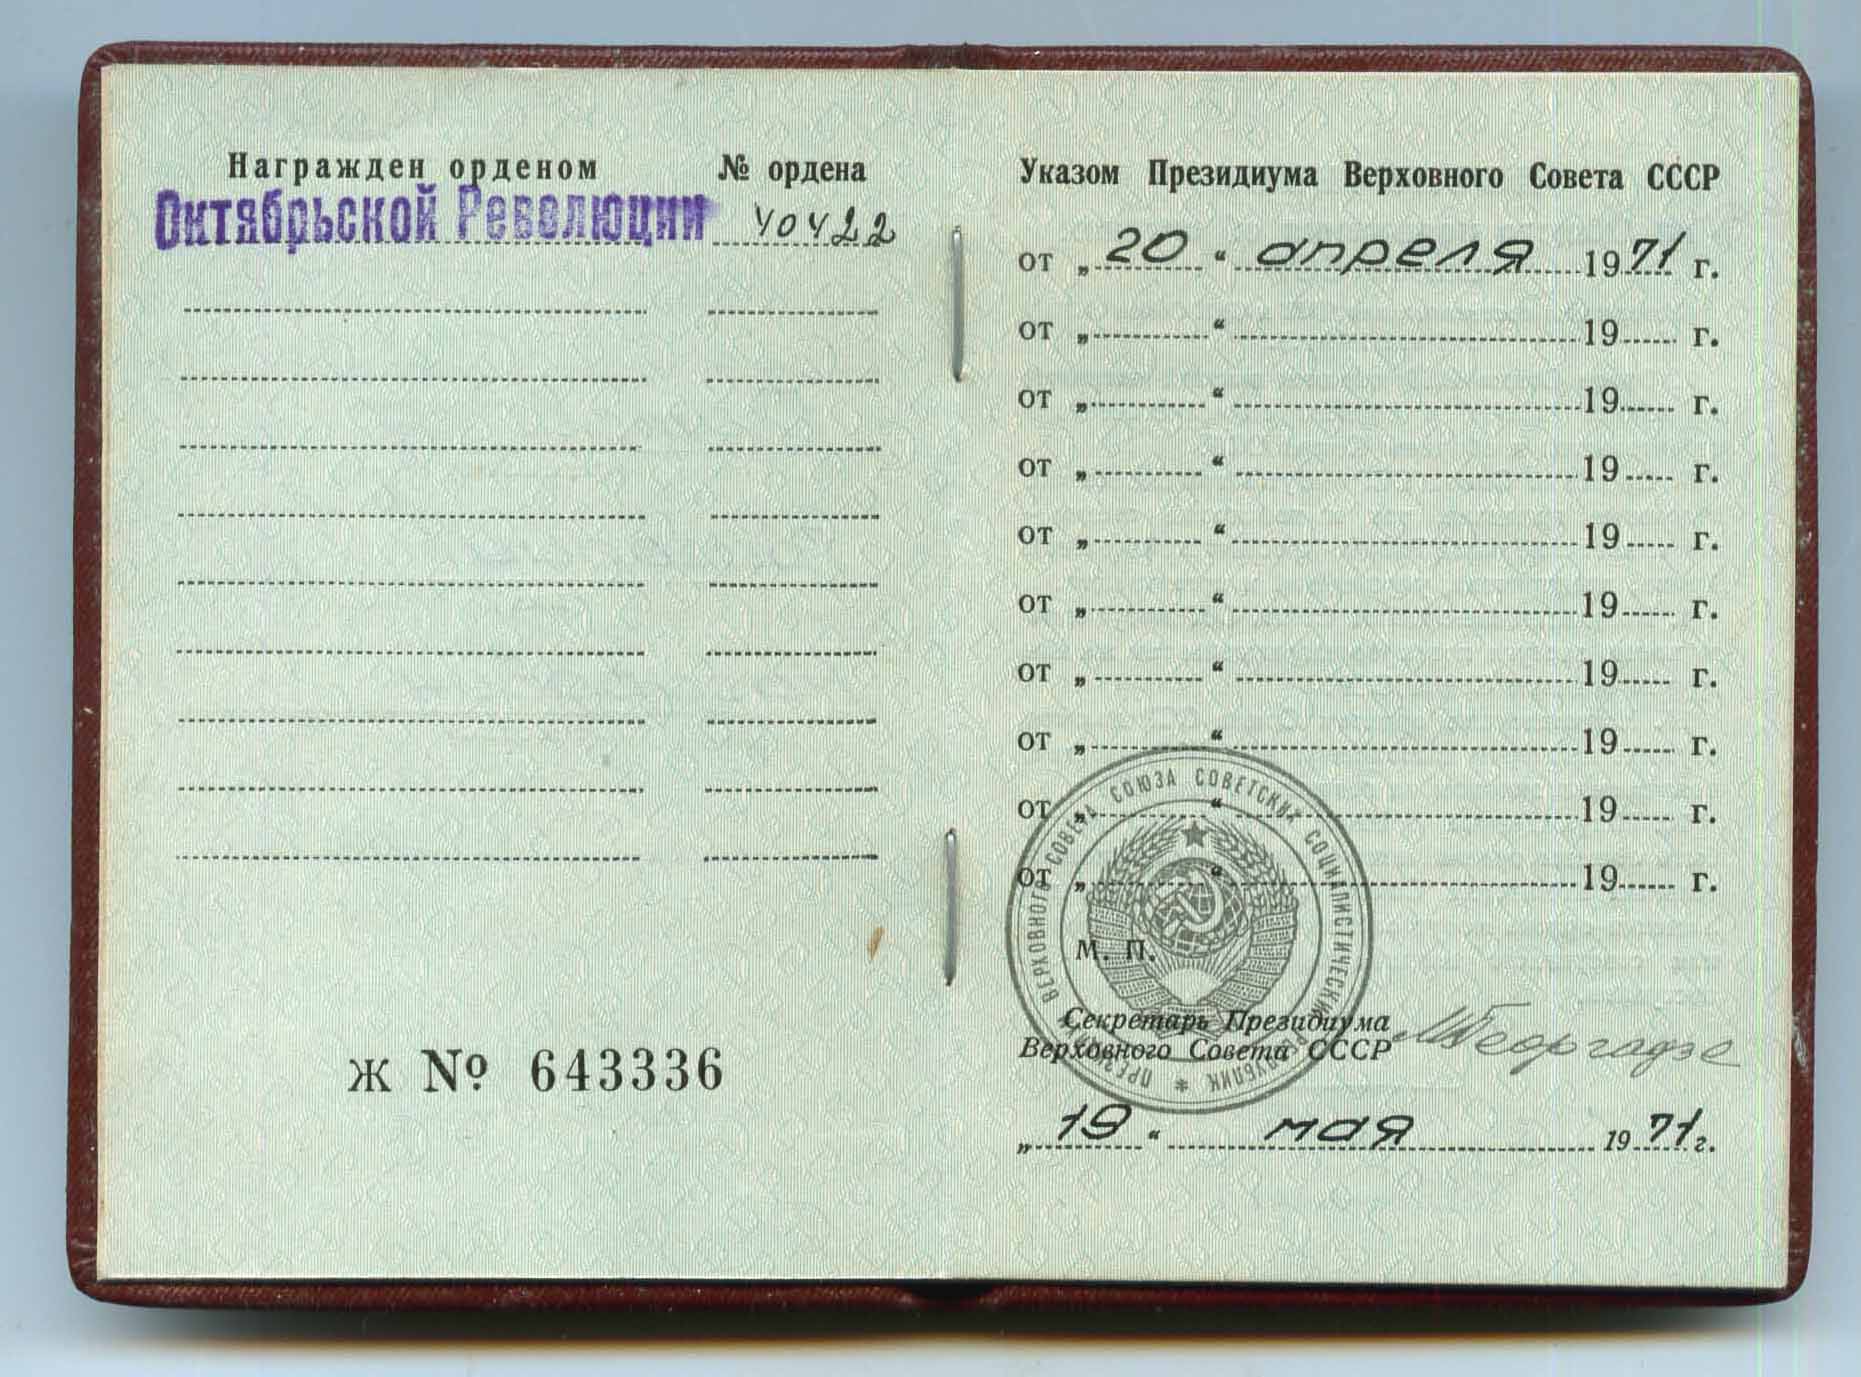 Награжден орденом № ордена
Октябрьской Революции 40422
ж № 643336
Указом Президиума Верховного Совета СССР
от „20“ апреля 1971 г.
от „ “ 19 г.
от „ “ 19 г.
от „ “ 19 г.
от „ “ 19 г.
от „ “ 19 г.
от „ “ 19 г.
от „ “ 19 г.
от „ “ 19 г.
от „ “ 19 г.
М. П.
ПРЕЗИДИУМ ВЕРХОВНОГО СОВЕТА СОЮЗА СОВЕТСКИХ СОЦИАЛИСТИЧЕСКИХ РЕСПУБЛИК
Секретарь Президиума
Верховного Совета СССР МГеоргадзе
„19“ мая 1971 г.